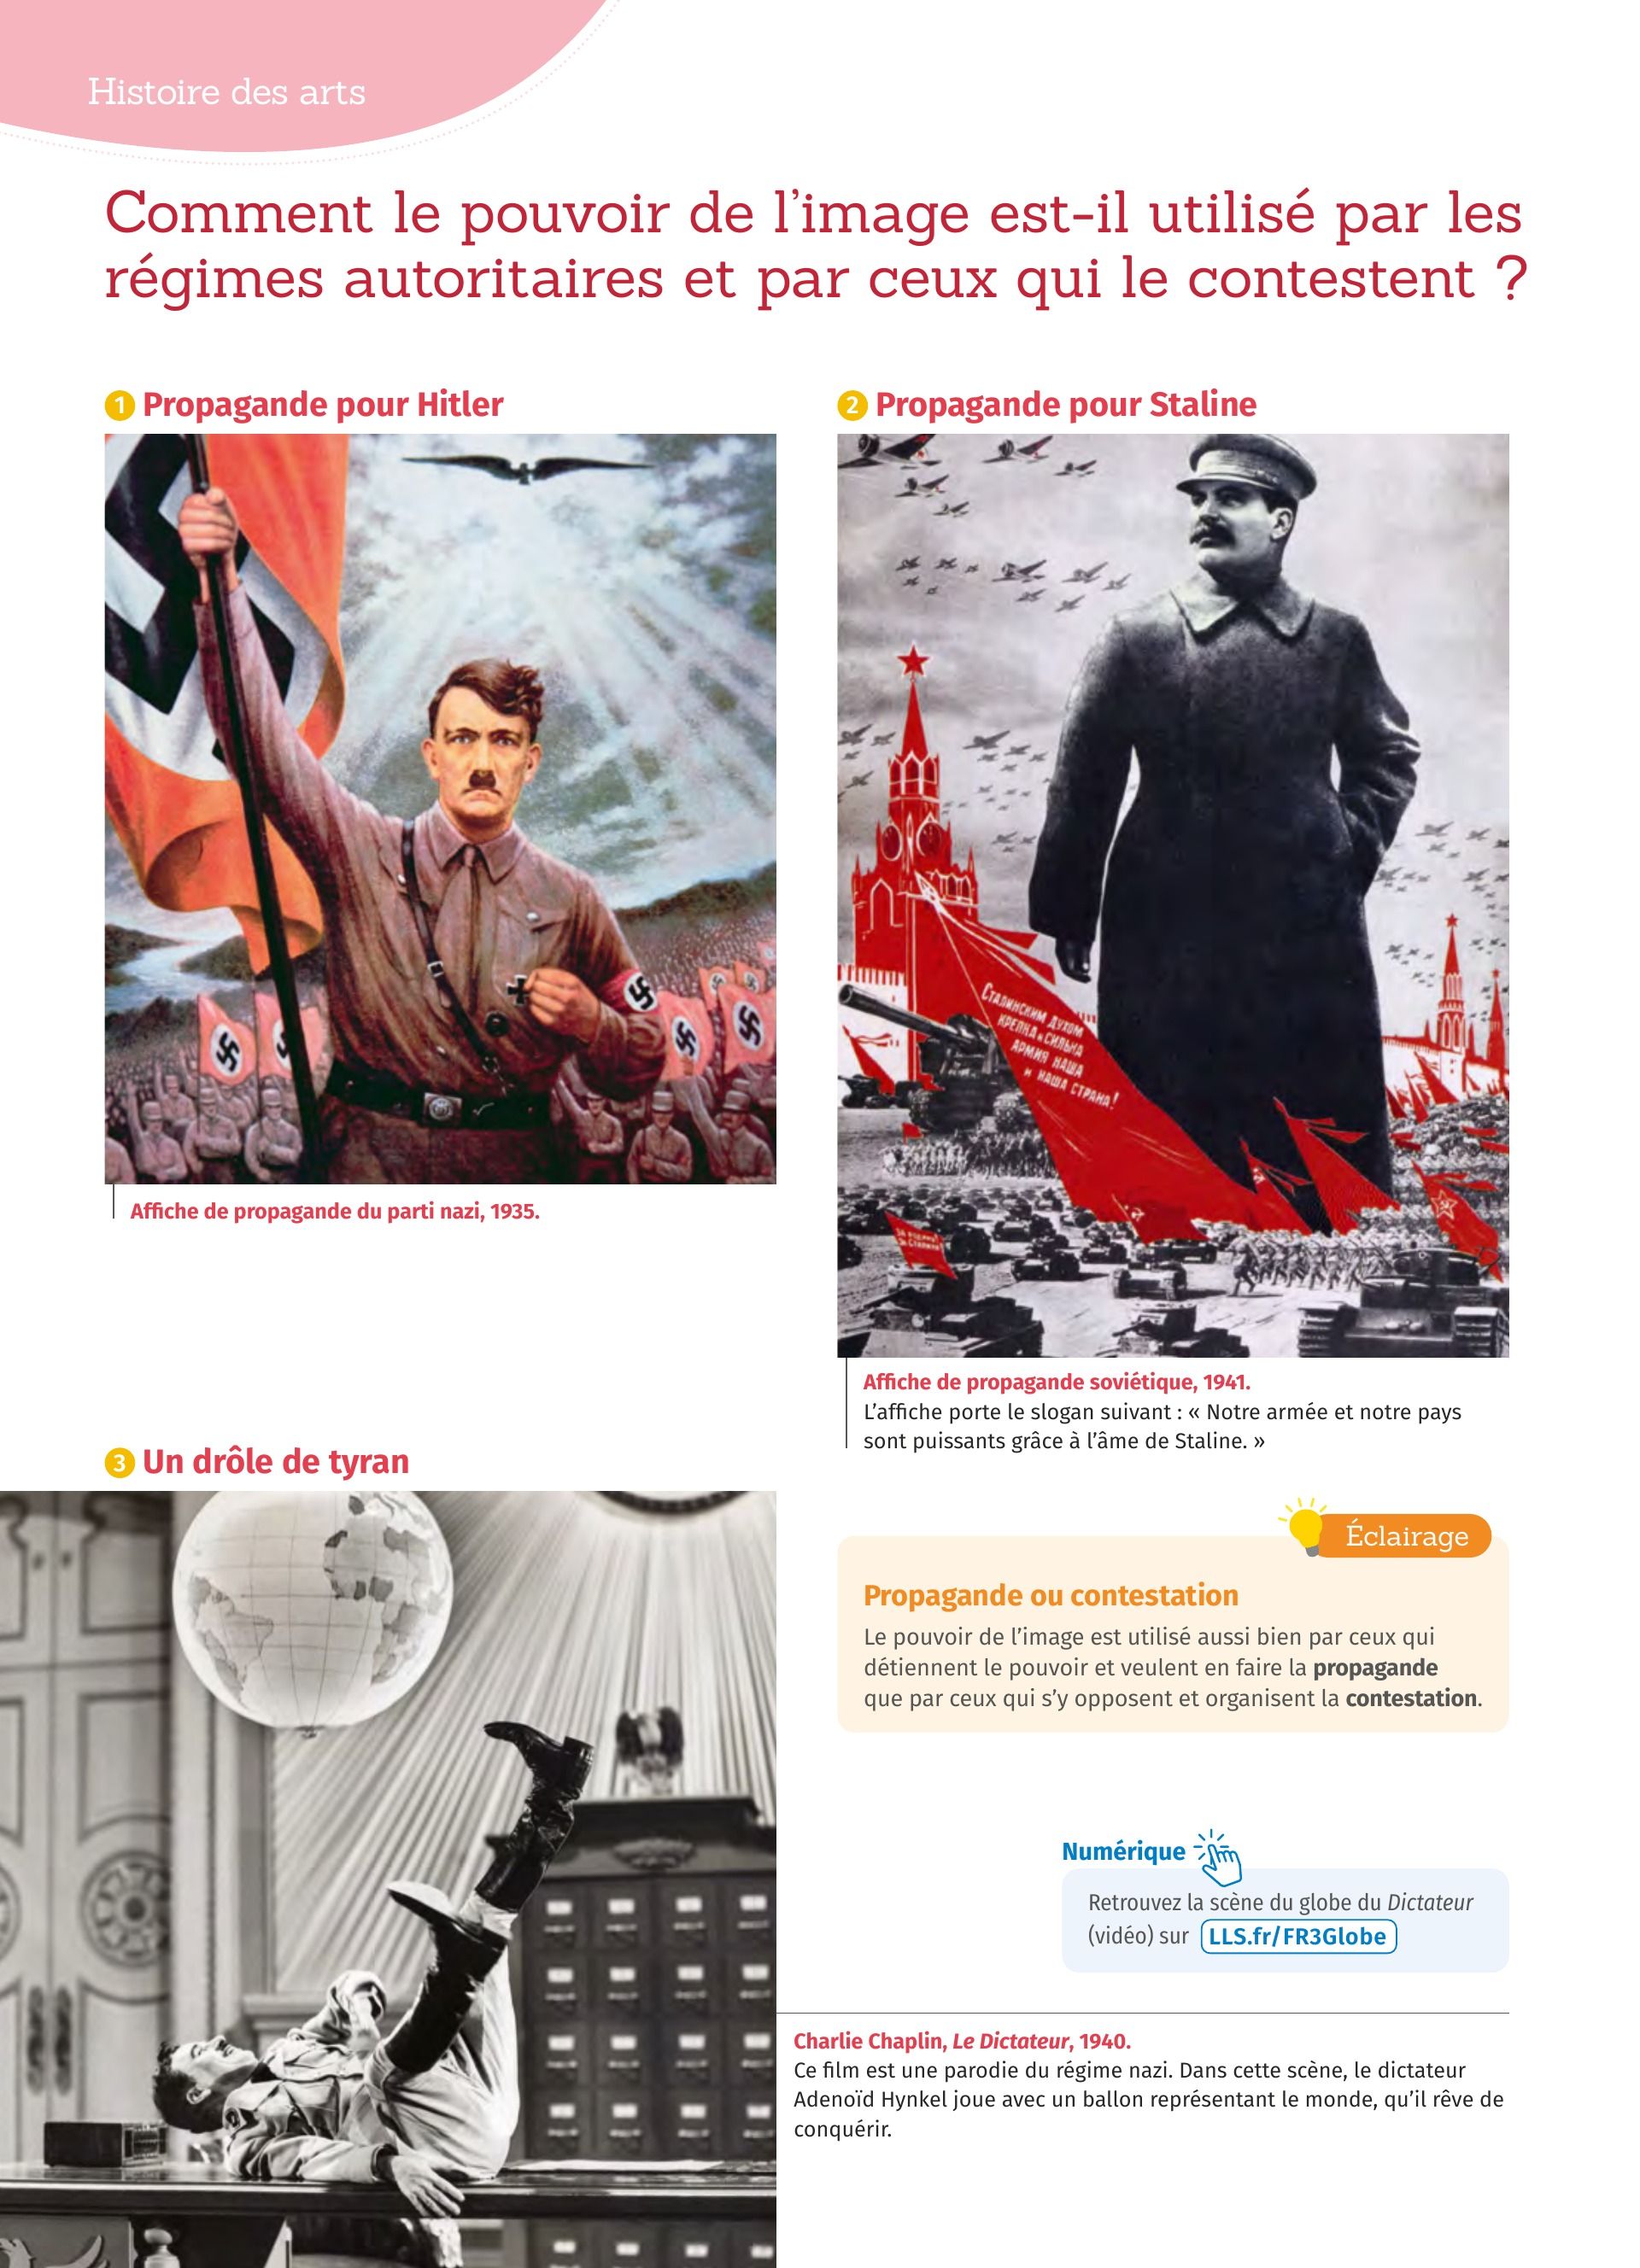 Histoire des arts
Comment le pouvoir de l'image est-il utilisé par les
régimes autoritaires et par ceux qui le contestent ?
1 Propagande pour Hitler
Affiche de propagande du parti nazi, 1935.
2 Propagande pour Staline
Сталинским духом
крепка и сильна
армия наша
и наша страна!
Affiche de propagande soviétique, 1941.
L'affiche porte le slogan suivant : « Notre armée et notre pays
sont puissants grâce à l'âme de Staline. »
3 Un drôle de tyran
Éclairage
Propagande ou contestation
Le pouvoir de l'image est utilisé aussi bien par ceux qui
détiennent le pouvoir et veulent en faire la propagande
que par ceux qui s'y opposent et organisent la contestation.
Numérique
Retrouvez la scène du globe du Dictateur
(vidéo) sur LLS.fr/FR3Globe
Charlie Chaplin, Le Dictateur, 1940.
Ce film est une parodie du régime nazi. Dans cette scène, le dictateur
Adenoïd Hynkel joue avec un ballon représentant le monde, qu'il rêve de
conquérir.